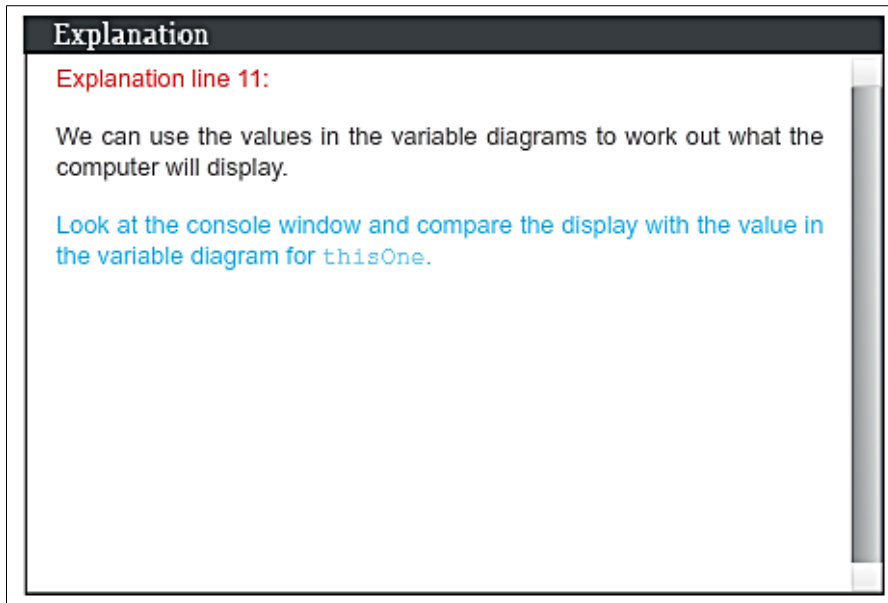 Explanation
Explanation line 11:
We can use the values in the variable diagrams to work out what the
computer will display.
Look at the console window and compare the display with the value in
the variable diagram for thisOne.